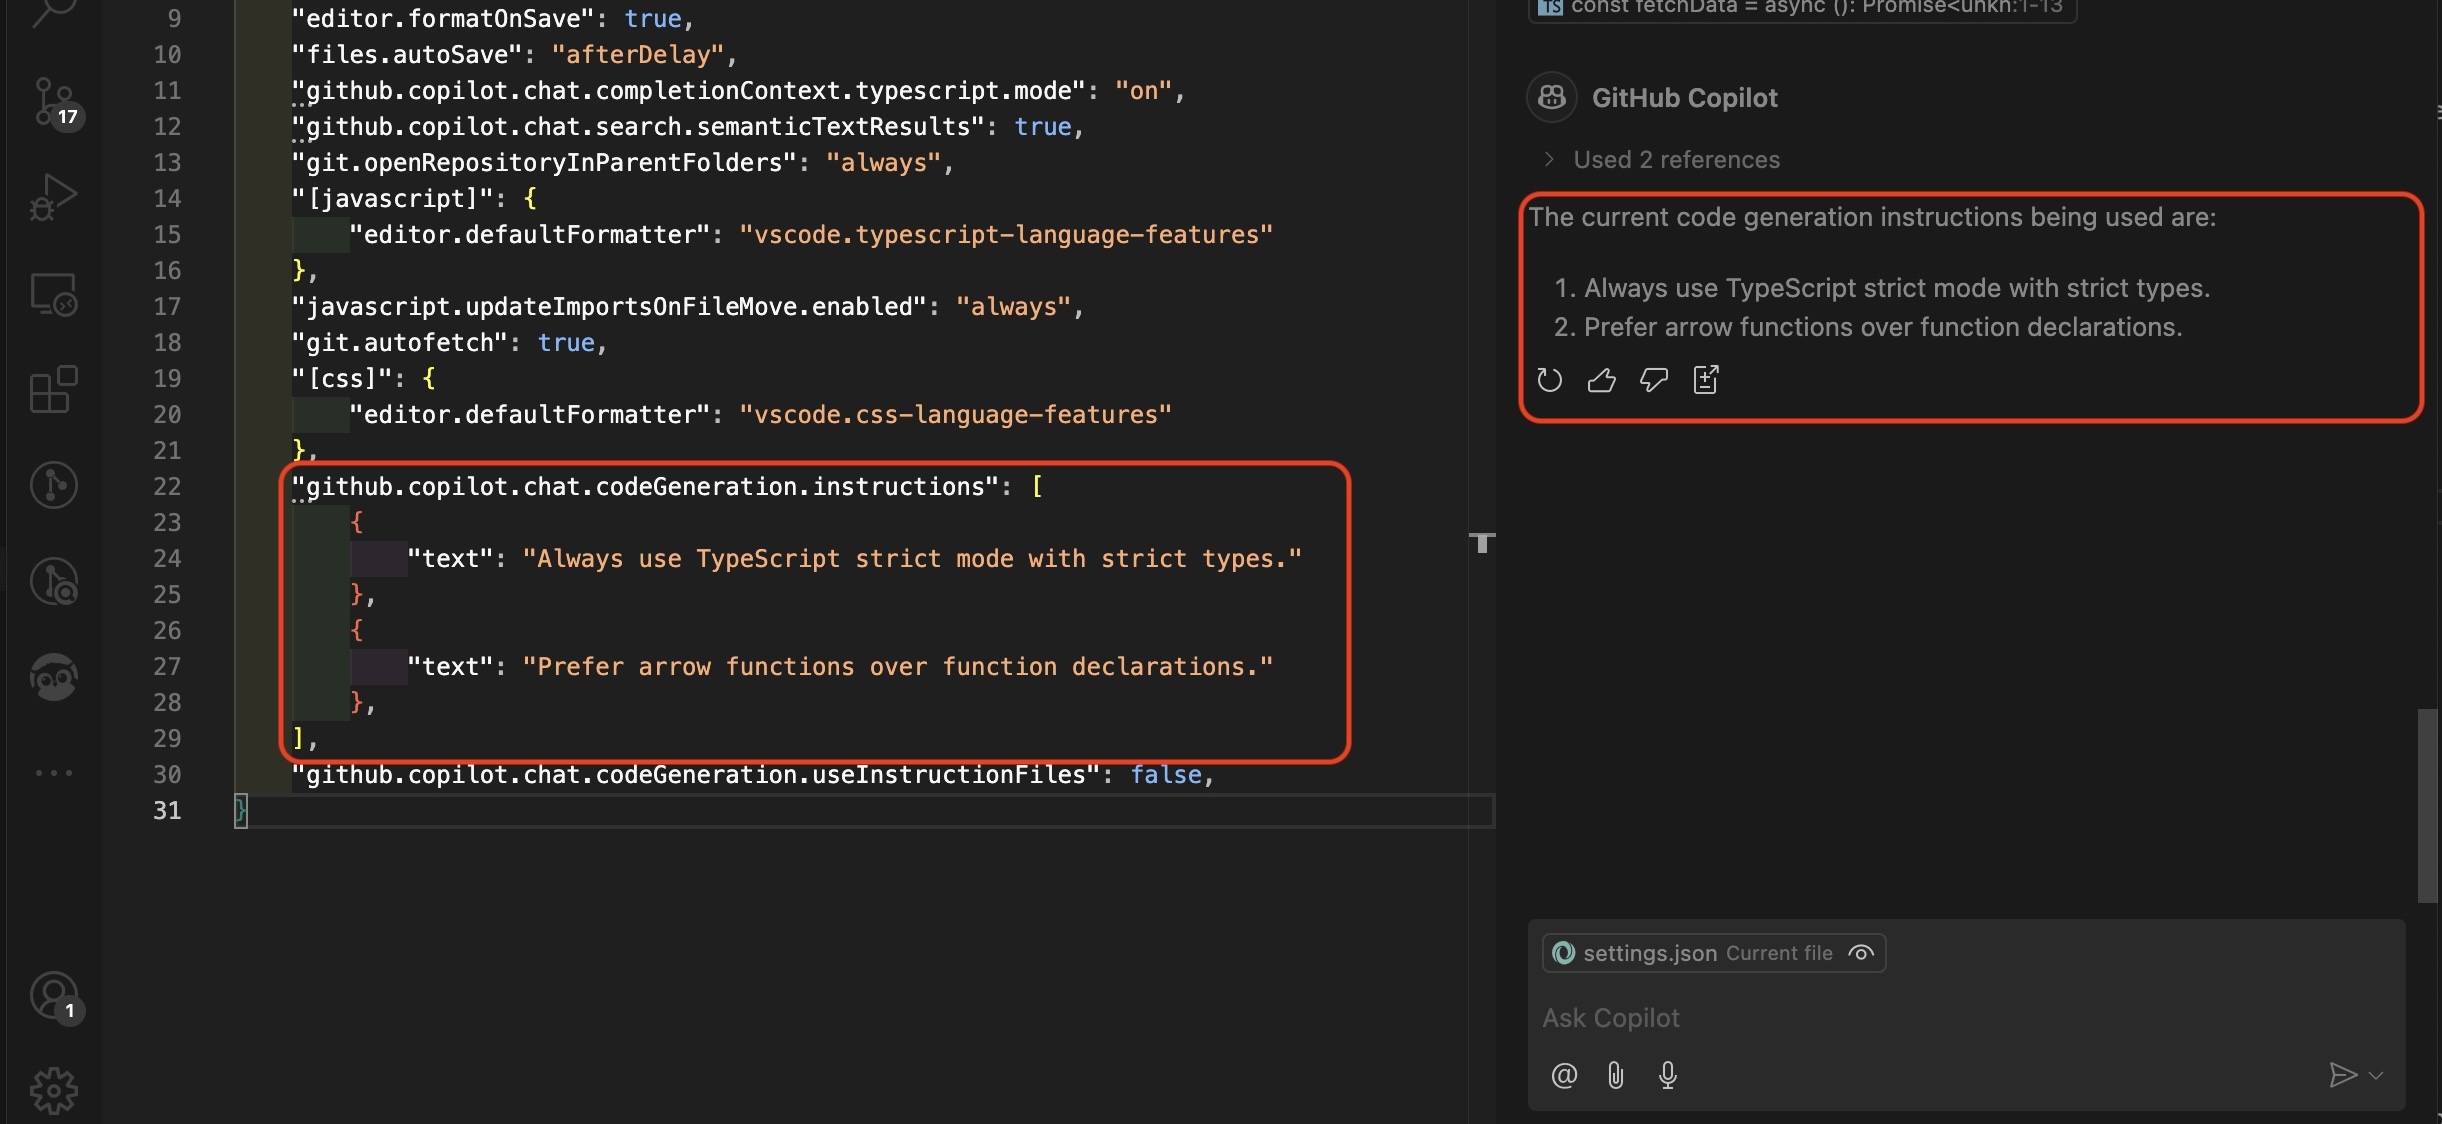 17
1
9 "editor.formatOnSave": true,
10 "files.autoSave": "afterDelay",
11 "github.copilot.chat.completionContext.typescript.mode": "on",
12 "github.copilot.chat.search.semanticTextResults": true,
13 "git.openRepositoryInParentFolders": "always",
14 "[javascript]": {
15 "editor.defaultFormatter": "vscode.typescript-language-features"
16 },
17 "javascript.updateImportsOnFileMove.enabled": "always",
18 "git.autofetch": true,
19 "[css]": {
20 "editor.defaultFormatter": "vscode.css-language-features"
21 },
22 "github.copilot.chat.codeGeneration.instructions": [
23 {
24 "text": "Always use TypeScript strict mode with strict types."
25 },
26 {
27 "text": "Prefer arrow functions over function declarations."
28 },
29 ],
30 "github.copilot.chat.codeGeneration.useInstructionFiles": false,
31 }
TS const fetchData = async (): Promise<unkn:1-13
GitHub Copilot
> Used 2 references
The current code generation instructions being used are:
1. Always use TypeScript strict mode with strict types.
2. Prefer arrow functions over function declarations.
settings.json Current file
Ask Copilot
@